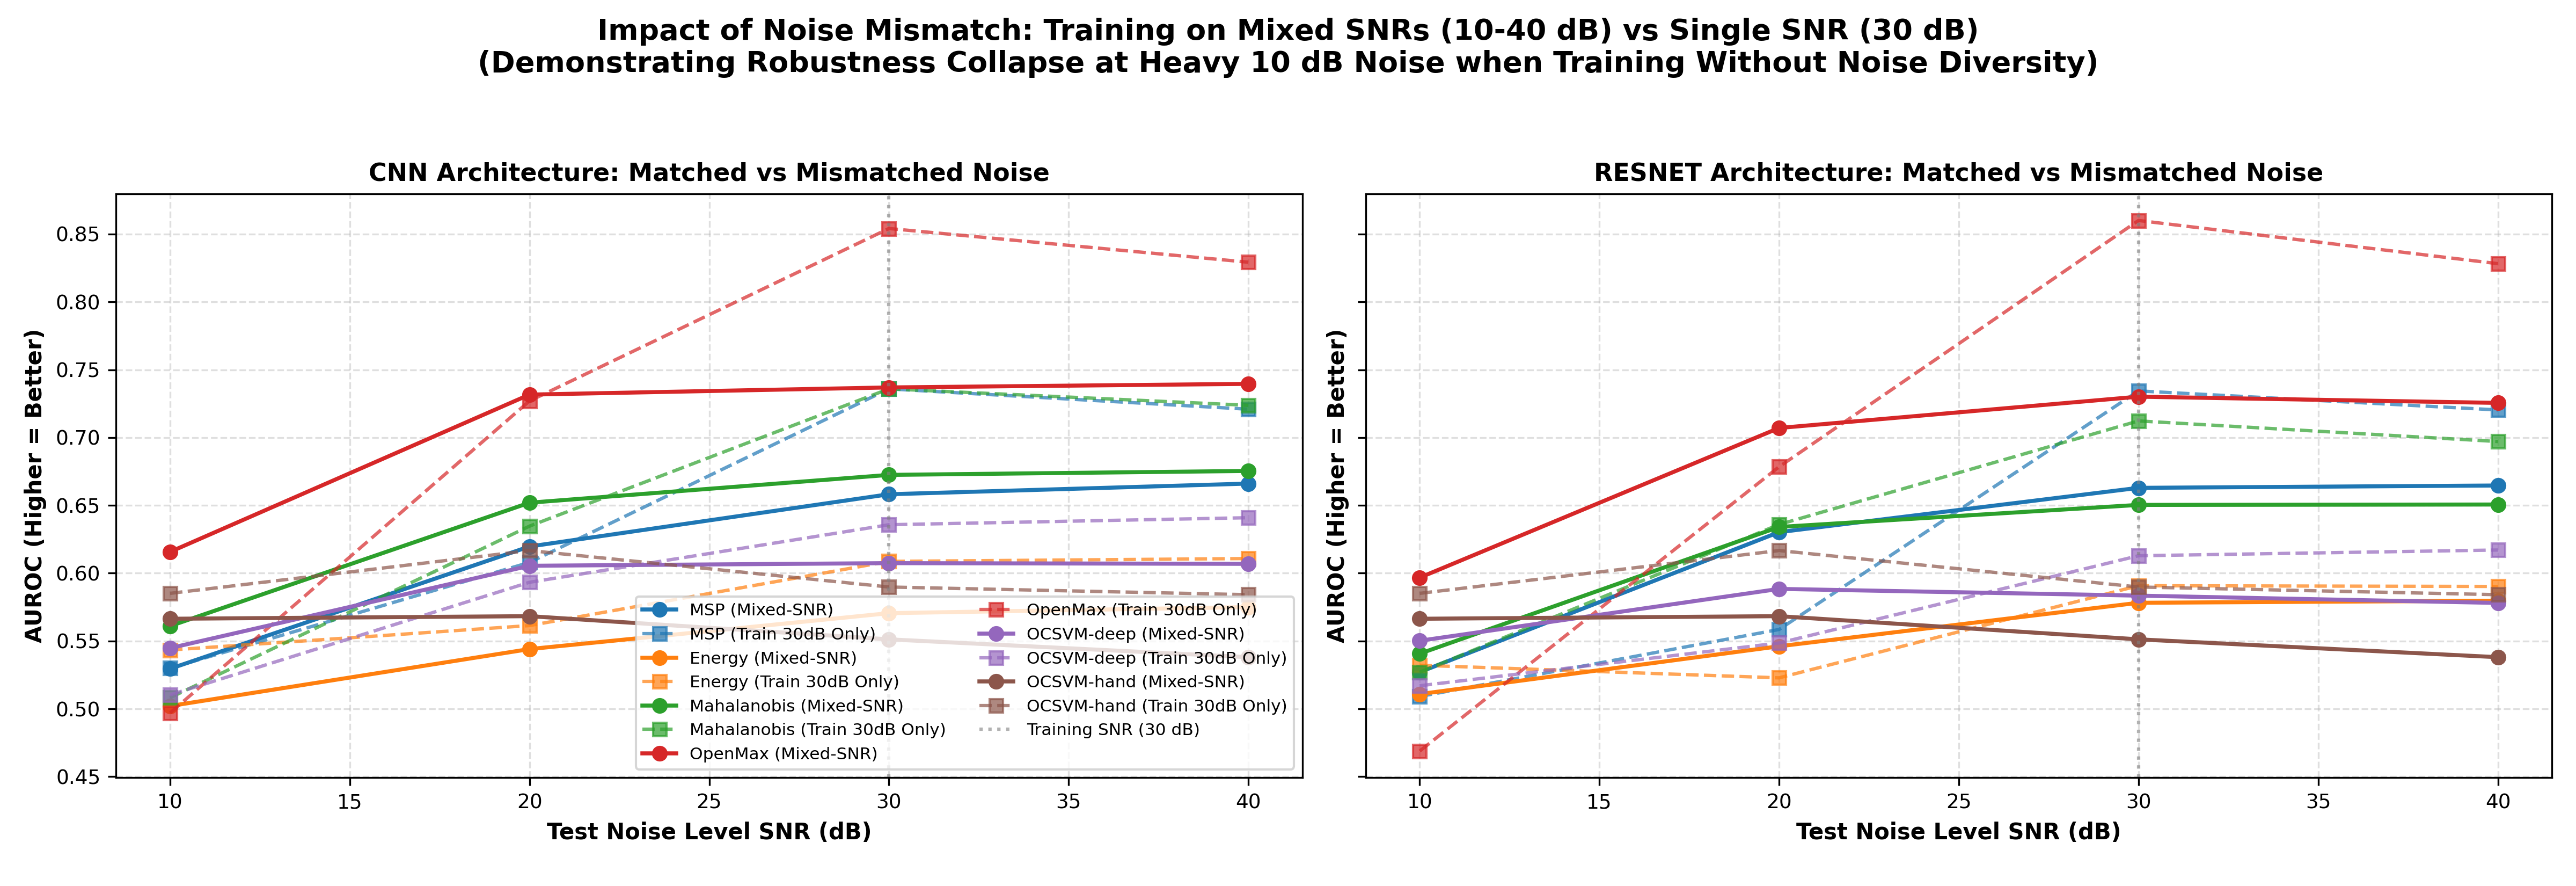 Impact of Noise Mismatch: Training on Mixed SNRs (10-40 dB) vs Single SNR (30 dB)
(Demonstrating Robustness Collapse at Heavy 10 dB Noise when Training Without Noise Diversity)
CNN Architecture: Matched vs Mismatched Noise
AUROC (Higher = Better)
0.85
0.80
0.75
0.70
0.65
0.60
0.55
0.50
0.45
MSP (Mixed-SNR)
MSP (Train 30dB Only)
Energy (Mixed-SNR)
Energy (Train 30dB Only)
Mahalanobis (Mixed-SNR)
Mahalanobis (Train 30dB Only)
OpenMax (Mixed-SNR)
OpenMax (Train 30dB Only)
OCSVM-deep (Mixed-SNR)
OCSVM-deep (Train 30dB Only)
OCSVM-hand (Mixed-SNR)
OCSVM-hand (Train 30dB Only)
Training SNR (30 dB)
10 15 20 25 30 35 40
Test Noise Level SNR (dB)
RESNET Architecture: Matched vs Mismatched Noise
AUROC (Higher = Better)
10 15 20 25 30 35 40
Test Noise Level SNR (dB)